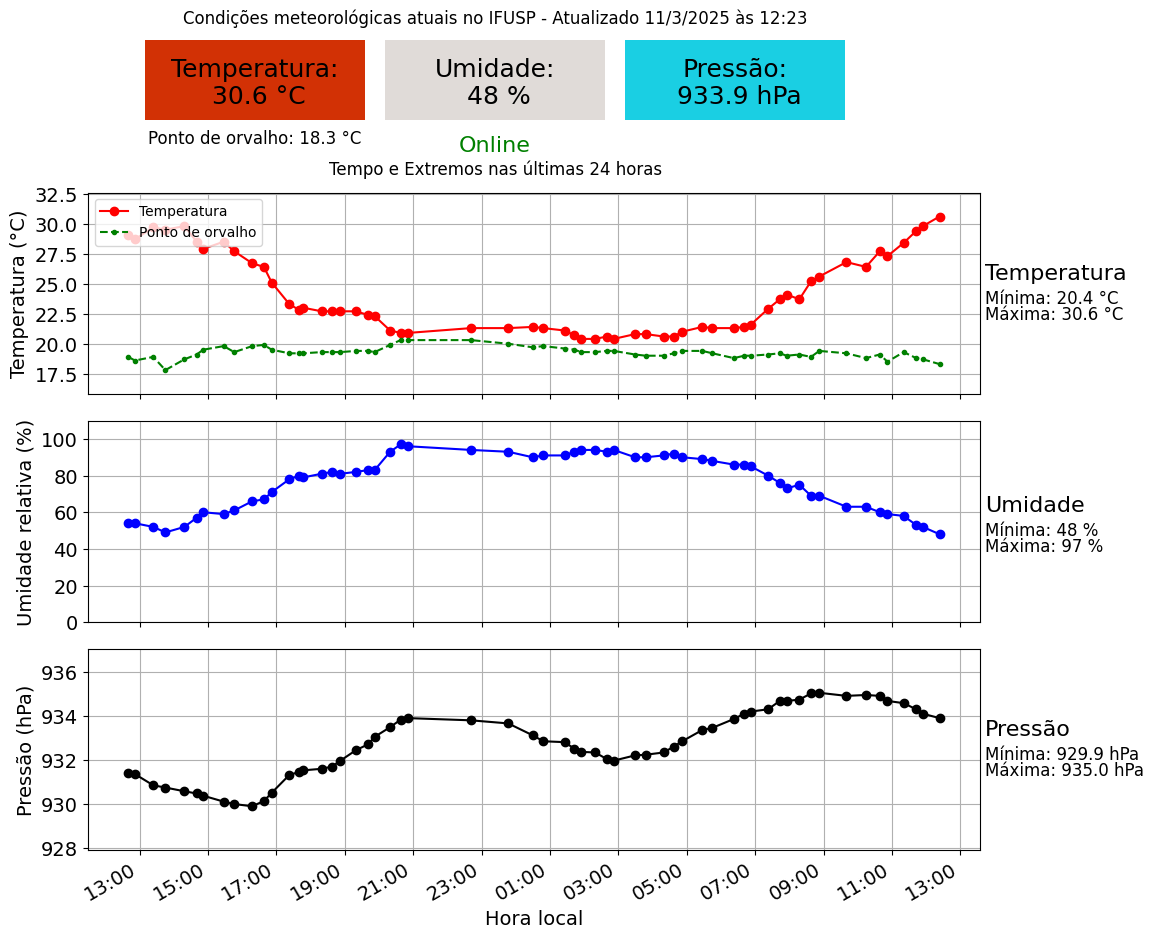 Condições meteorológicas atuais no IFUSP - Atualizado 11/3/2025 às 12:23
Temperatura:
30.6 °C
Umidade:
48 %
Pressão:
933.9 hPa
Ponto de orvalho: 18.3 °C
Online
Tempo e Extremos nas últimas 24 horas
Temperatura (°C)
32.5
30.0
27.5
25.0
22.5
20.0
17.5
Temperatura
Ponto de orvalho
Temperatura
Mínima: 20.4 °C
Máxima: 30.6 °C
Umidade relativa (%)
100
80
60
40
20
0
Umidade
Mínima: 48 %
Máxima: 97 %
Pressão (hPa)
936
934
932
930
928
Pressão
Mínima: 929.9 hPa
Máxima: 935.0 hPa
13:00 15:00 17:00 19:00 21:00 23:00 01:00 03:00 05:00 07:00 09:00 11:00 13:00
Hora local